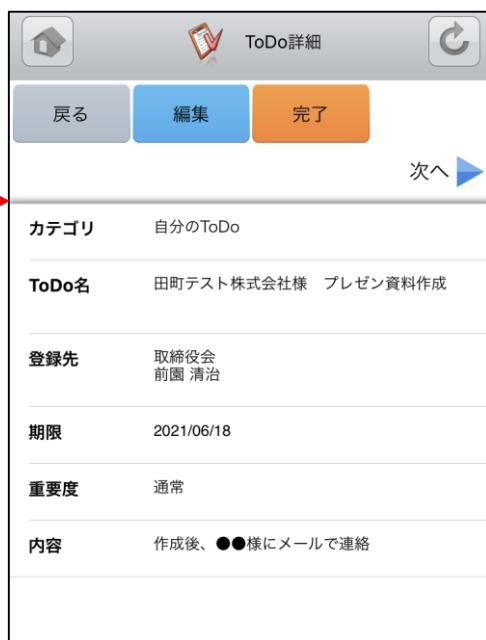 ToDo詳細
戻る
編集
完了
次へ
カテゴリ 自分のToDo
ToDo名 田町テスト株式会社様　プレゼン資料作成
登録先 取締役会
前園 清治
期限 2021/06/18
重要度 通常
内容 作成後、●●様にメールで連絡